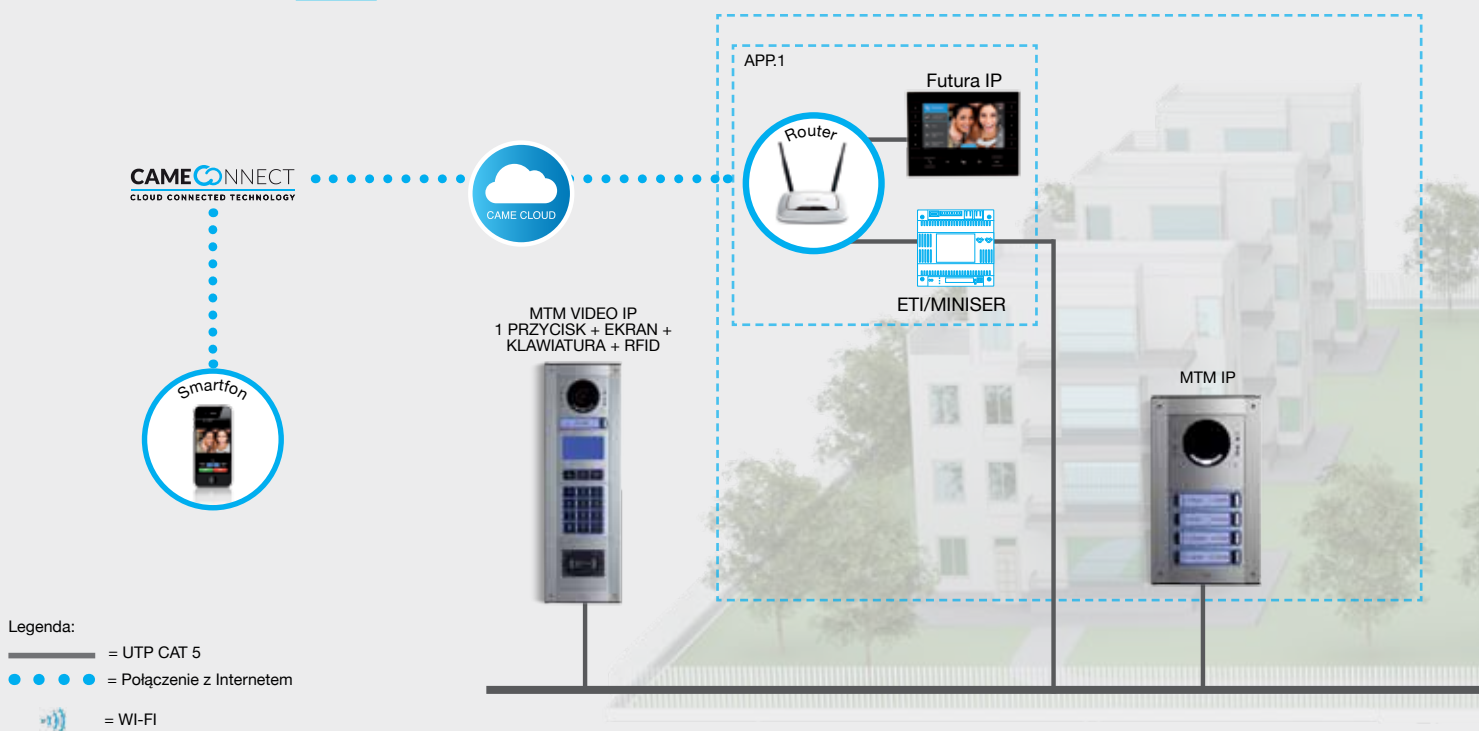 APP.1
Futura IP
Router
CAMECONNECT
CLOUD CONNECTED TECHNOLOGY
CAME CLOUD
ETI/MINISER
MTM VIDEO IP
1 PRZYCISK + EKRAN +
KLAWIATURA + RFID
Smartfon
MTM IP
Legenda:
= UTP CAT 5
= Połączenie z Internetem
= WI-FI